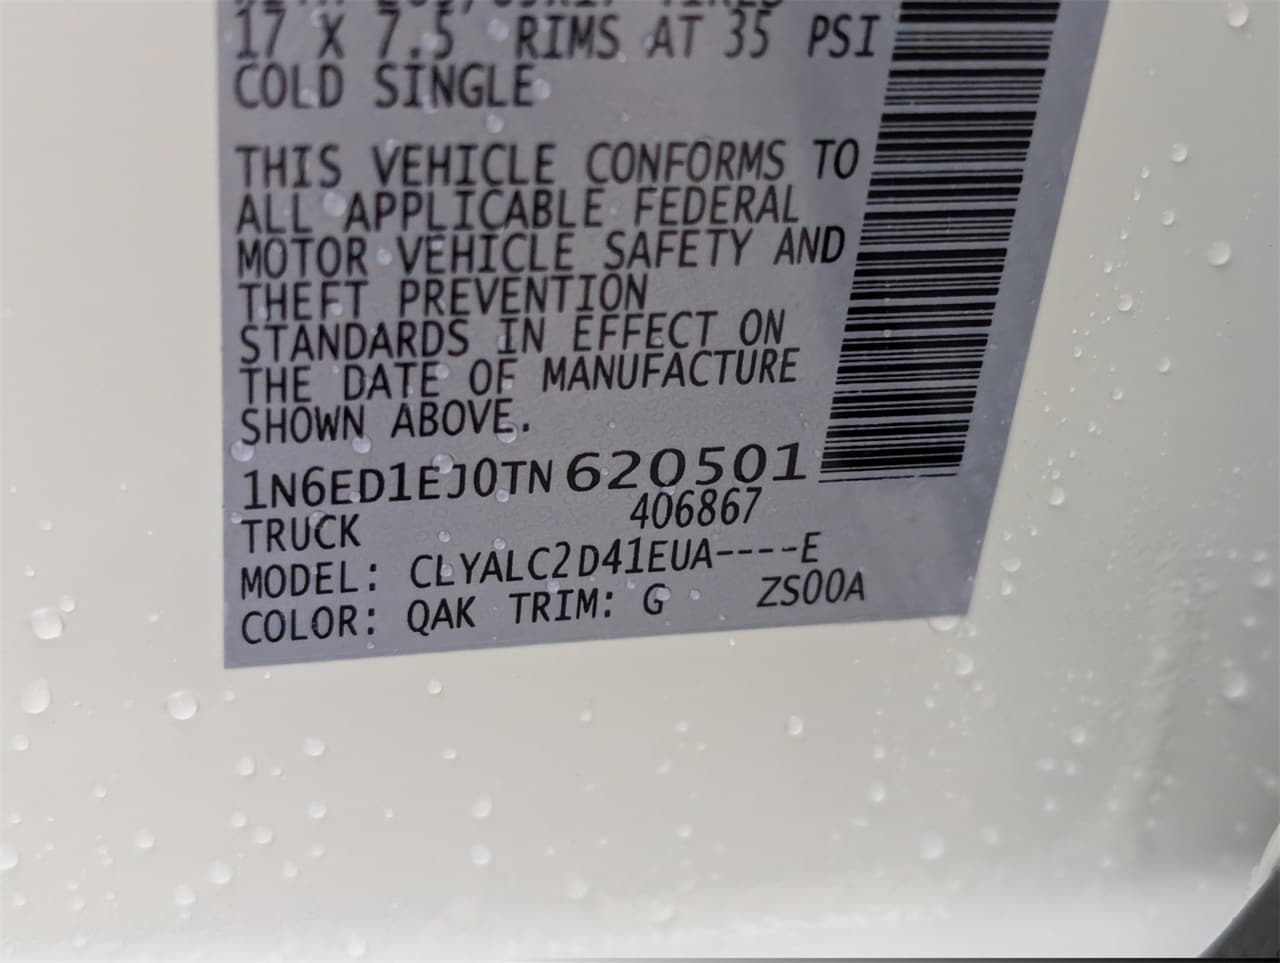 17 X 7.5 RIMS AT 35 PSI
COLD SINGLE
THIS VEHICLE CONFORMS TO
ALL APPLICABLE FEDERAL
MOTOR VEHICLE SAFETY AND
THEFT PREVENTION
STANDARDS IN EFFECT ON
THE DATE OF MANUFACTURE
SHOWN ABOVE.
1N6ED1EJ0TN620501
TRUCK 406867
MODEL: CLYALC2D41EUA----E
COLOR: QAK TRIM: G ZS00A